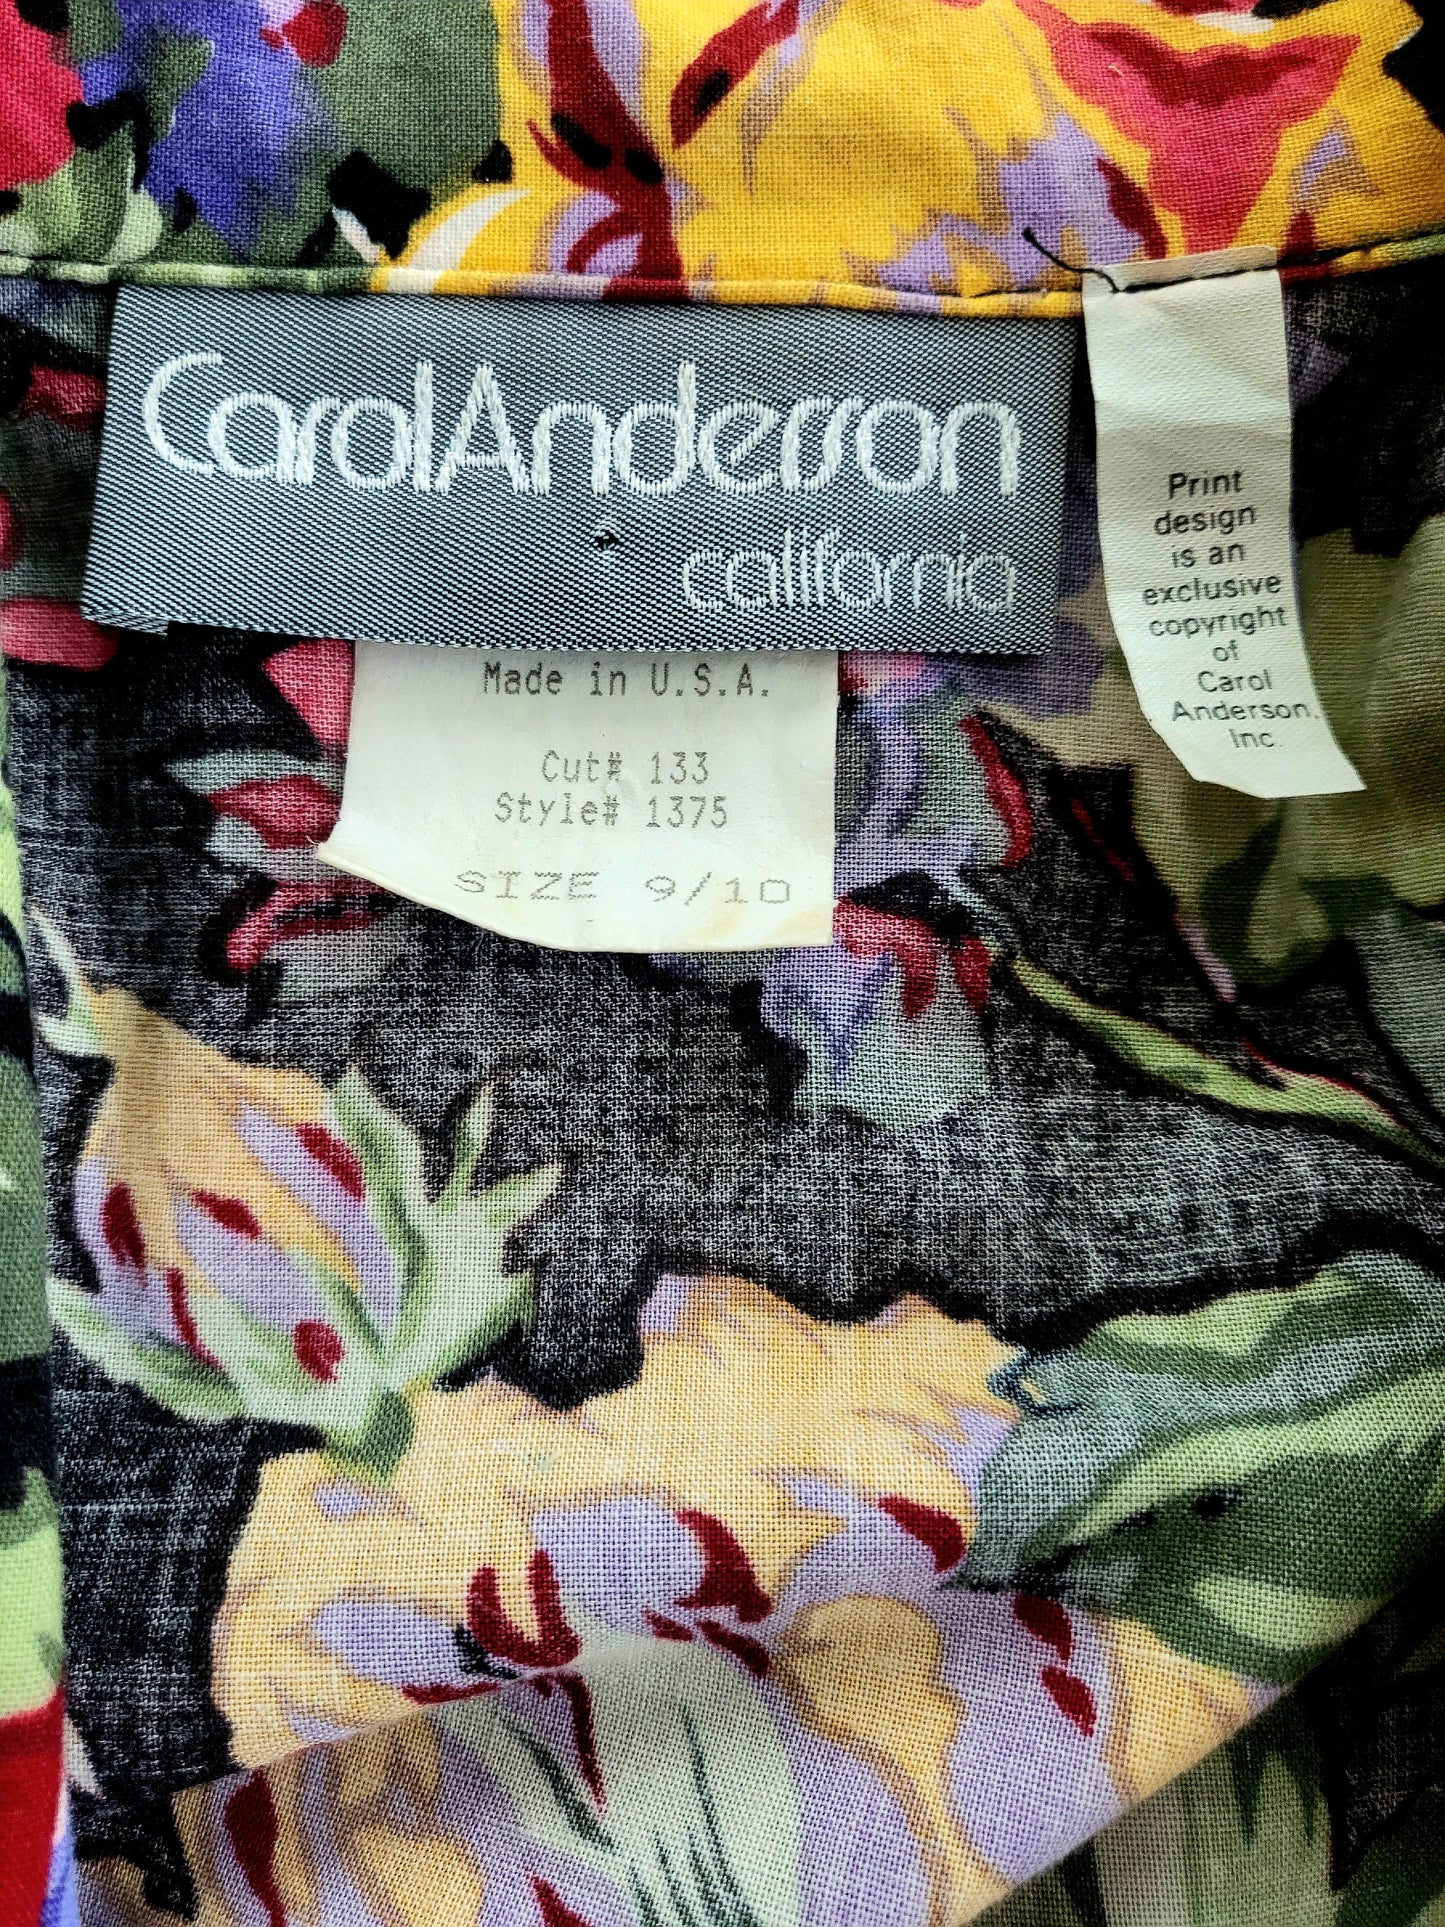 CarolAnderson
california
Made in U.S.A.
Cut# 133
Style# 1375
SIZE 9/10
Print
design
is an
exclusive
copyright
of
Carol
Anderson,
Inc.